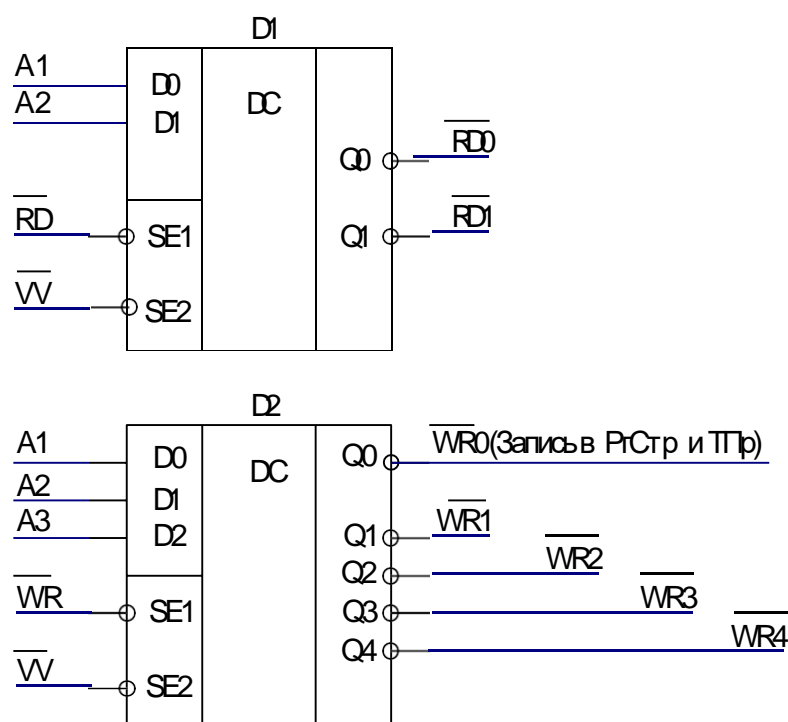 D1
A1
A2
D0
D1
DC
RD
VV
SE1
SE2
Q0
Q1
RD0
RD1
D2
A1
A2
A3
D0
D1
D2
DC
WR
VV
SE1
SE2
Q0
Q1
Q2
Q3
Q4
WR0(Запись в РгСтр и ТПр)
WR1
WR2
WR3
WR4